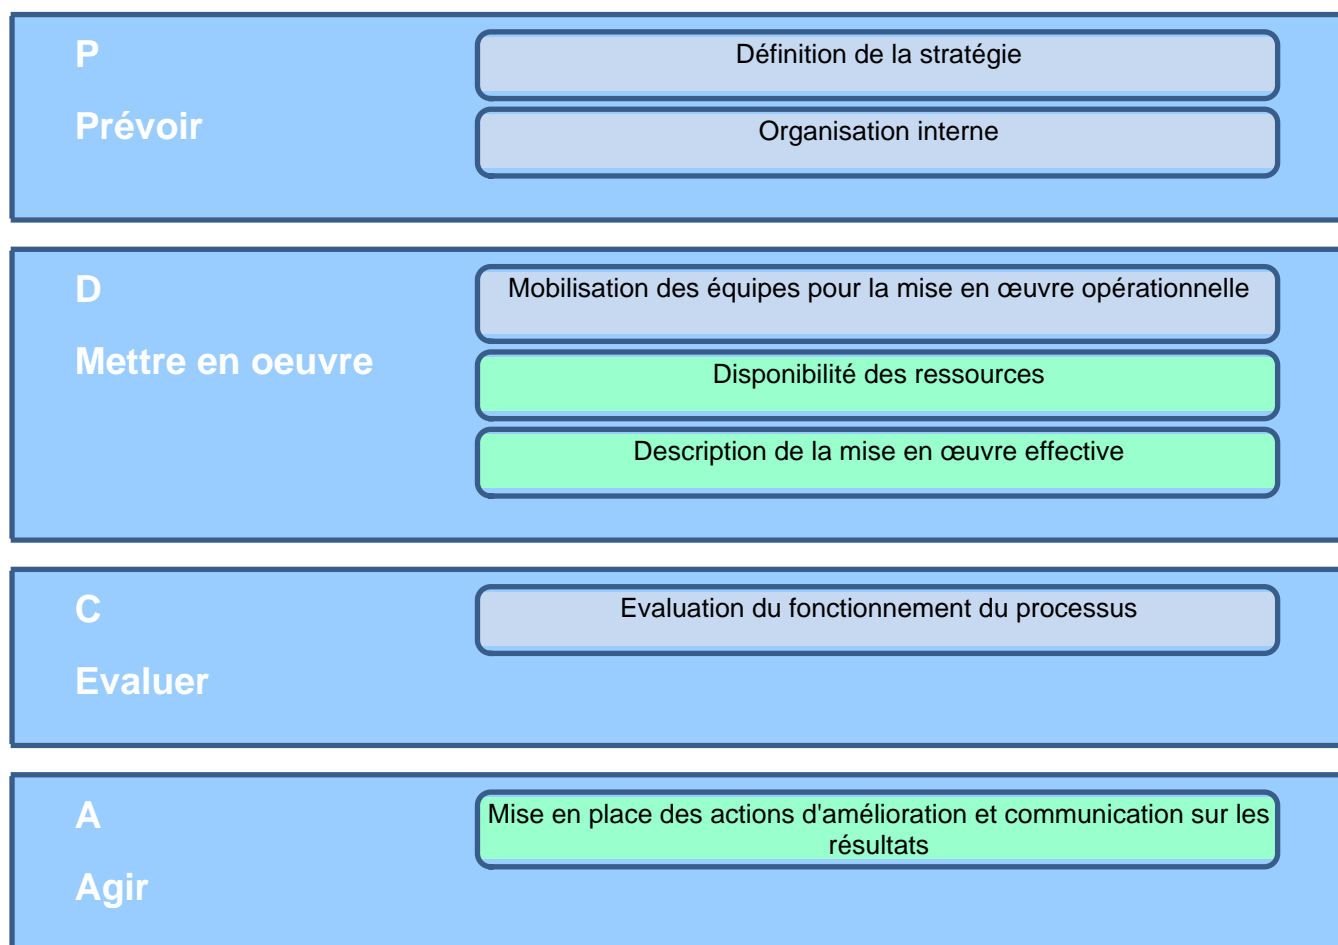 P
Prévoir
Définition de la stratégie
Organisation interne
D
Mettre en oeuvre
Mobilisation des équipes pour la mise en œuvre opérationnelle
Disponibilité des ressources
Description de la mise en œuvre effective
C
Evaluer
Evaluation du fonctionnement du processus
A
Agir
Mise en place des actions d'amélioration et communication sur les
résultats